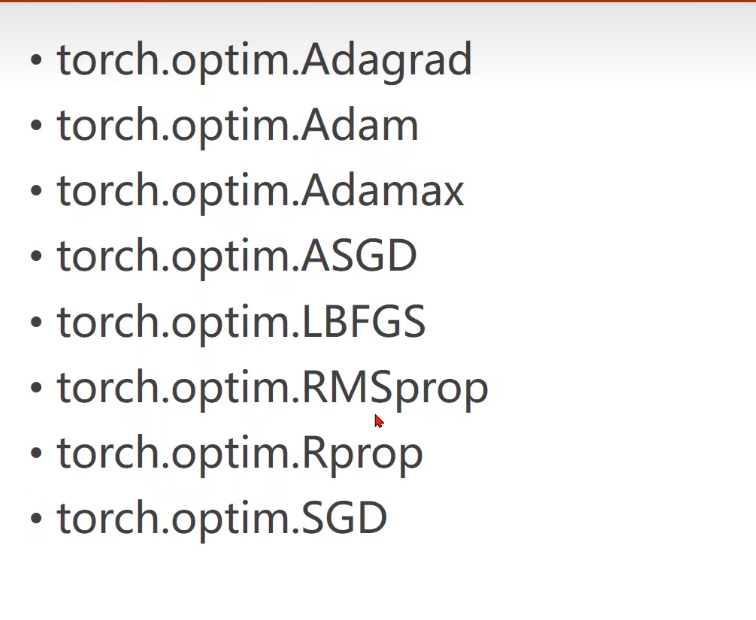 • torch.optim.Adagrad
• torch.optim.Adam
• torch.optim.Adamax
• torch.optim.ASGD
• torch.optim.LBFGS
• torch.optim.RMSprop
• torch.optim.Rprop
• torch.optim.SGD